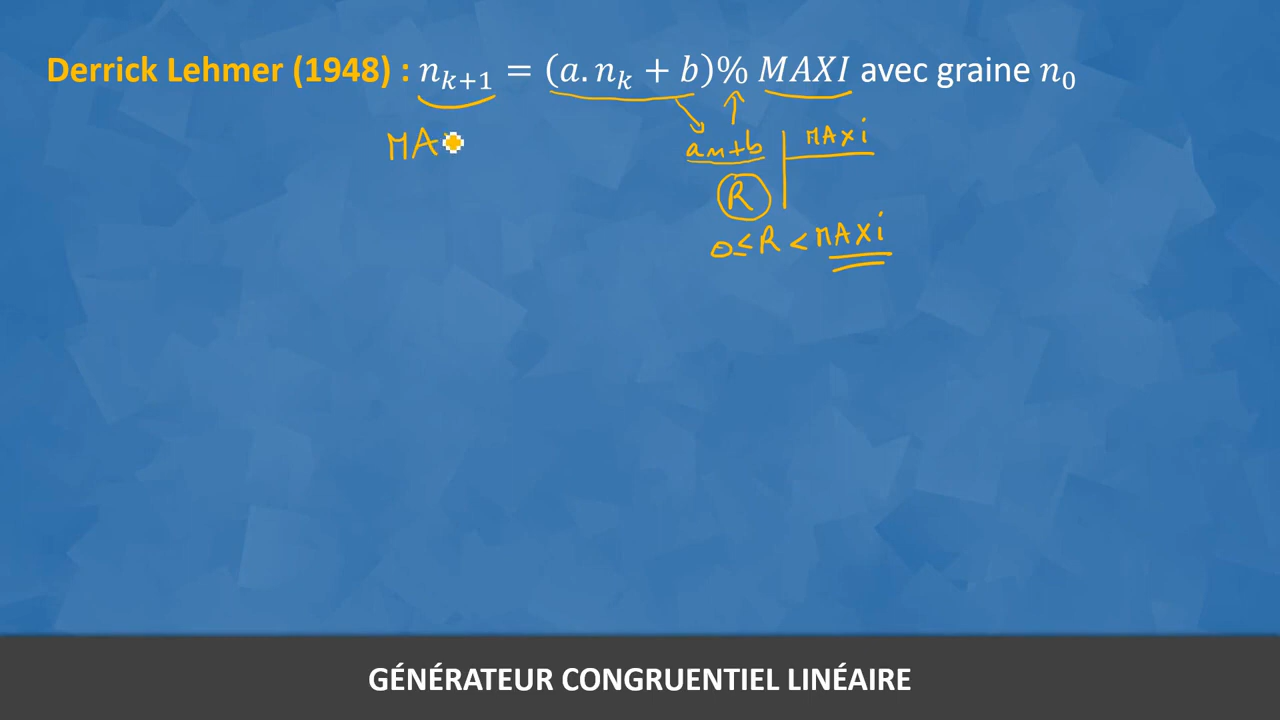 Derrick Lehmer (1948) : n_{k+1} = (a.n_k + b)% MAXI avec graine n_0
MA
an+b | MAXi
R
0 ≤ R < MAXi
GÉNÉRATEUR CONGRUENTIEL LINÉAIRE